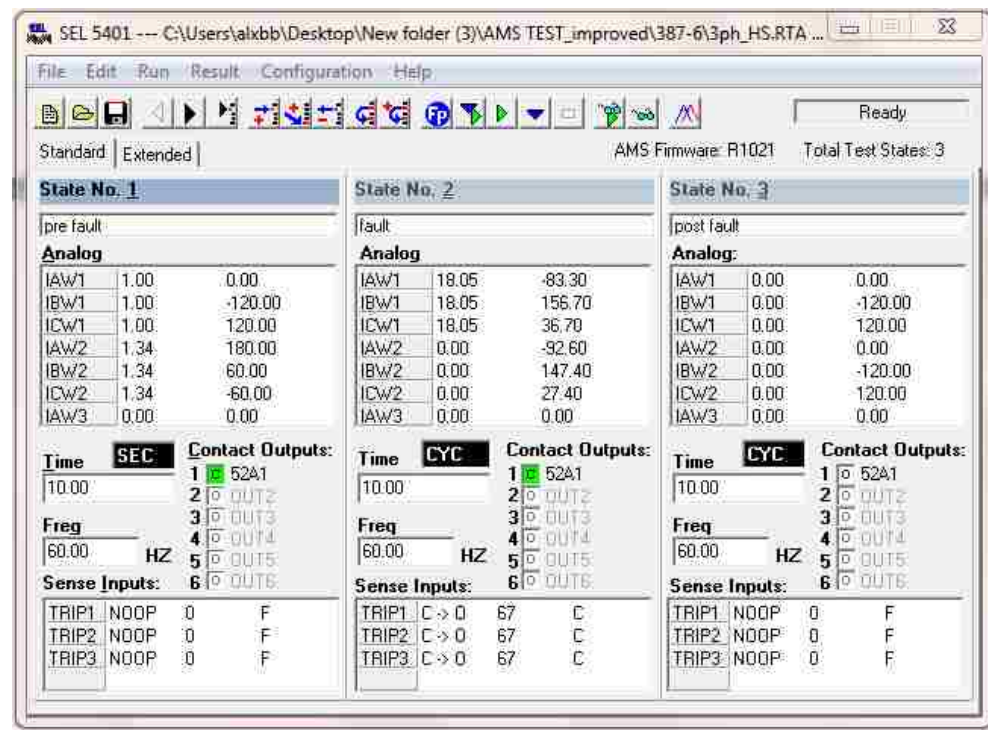 SEL 5401 --- C:\Users\alxbb\Desktop\New folder (3)\AMS TEST_improved\387-6\3ph_HS.RTA ...
File Edit Run Result Configuration Help
FP Ready
Standard Extended AMS Firmware: R1021 Total Test States: 3
State No. 1
pre fault
Analog
IAW1 1.00 0.00
IBW1 1.00 -120.00
ICW1 1.00 120.00
IAW2 1.34 180.00
IBW2 1.34 60.00
ICW2 1.34 -60.00
IAW3 0.00 0.00
Time SEC Contact Outputs:
10.00
1 C 52A1
2 O OUT2
3 O OUT3
4 O OUT4
5 O OUT5
6 O OUT6
Freq
60.00 HZ
Sense Inputs:
TRIP1 NOOP 0 F
TRIP2 NOOP 0 F
TRIP3 NOOP 0 F
State No. 2
fault
Analog
IAW1 18.05 -83.30
IBW1 18.05 156.70
ICW1 18.05 36.70
IAW2 0.00 -92.60
IBW2 0.00 147.40
ICW2 0.00 27.40
IAW3 0.00 0.00
Time CYC Contact Outputs:
10.00
1 C 52A1
2 O OUT2
3 O OUT3
4 O OUT4
5 O OUT5
6 O OUT6
Freq
60.00 HZ
Sense Inputs:
TRIP1 C -> O 67 C
TRIP2 C -> O 67 C
TRIP3 C -> O 67 C
State No. 3
post fault
Analog:
IAW1 0.00 0.00
IBW1 0.00 -120.00
ICW1 0.00 120.00
IAW2 0.00 0.00
IBW2 0.00 -120.00
ICW2 0.00 120.00
IAW3 0.00 0.00
Time CYC Contact Outputs:
10.00
1 O 52A1
2 O OUT2
3 O OUT3
4 O OUT4
5 O OUT5
6 O OUT6
Freq
60.00 HZ
Sense Inputs:
TRIP1 NOOP 0 F
TRIP2 NOOP 0 F
TRIP3 NOOP 0 F